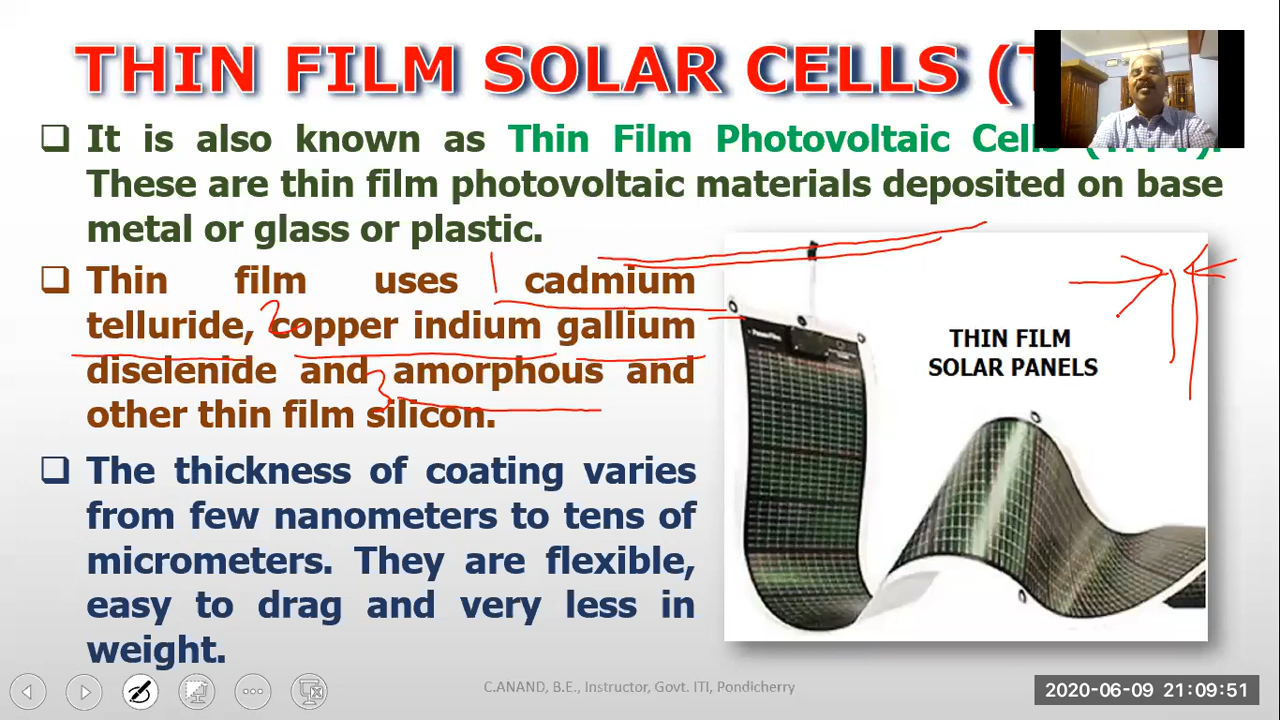 THIN FILM SOLAR CELLS (
❑ It is also known as Thin Film Photovoltaic Cells
These are thin film photovoltaic materials deposited on base
metal or glass or plastic.
❑ Thin film uses cadmium
telluride, copper indium gallium
diselenide and amorphous and
other thin film silicon.
❑ The thickness of coating varies
from few nanometers to tens of
micrometers. They are flexible,
easy to drag and very less in
weight.
1
2
3
THIN FILM
SOLAR PANELS
C.ANAND, B.E., Instructor, Govt. ITI, Pondicherry
2020-06-09 21:09:51